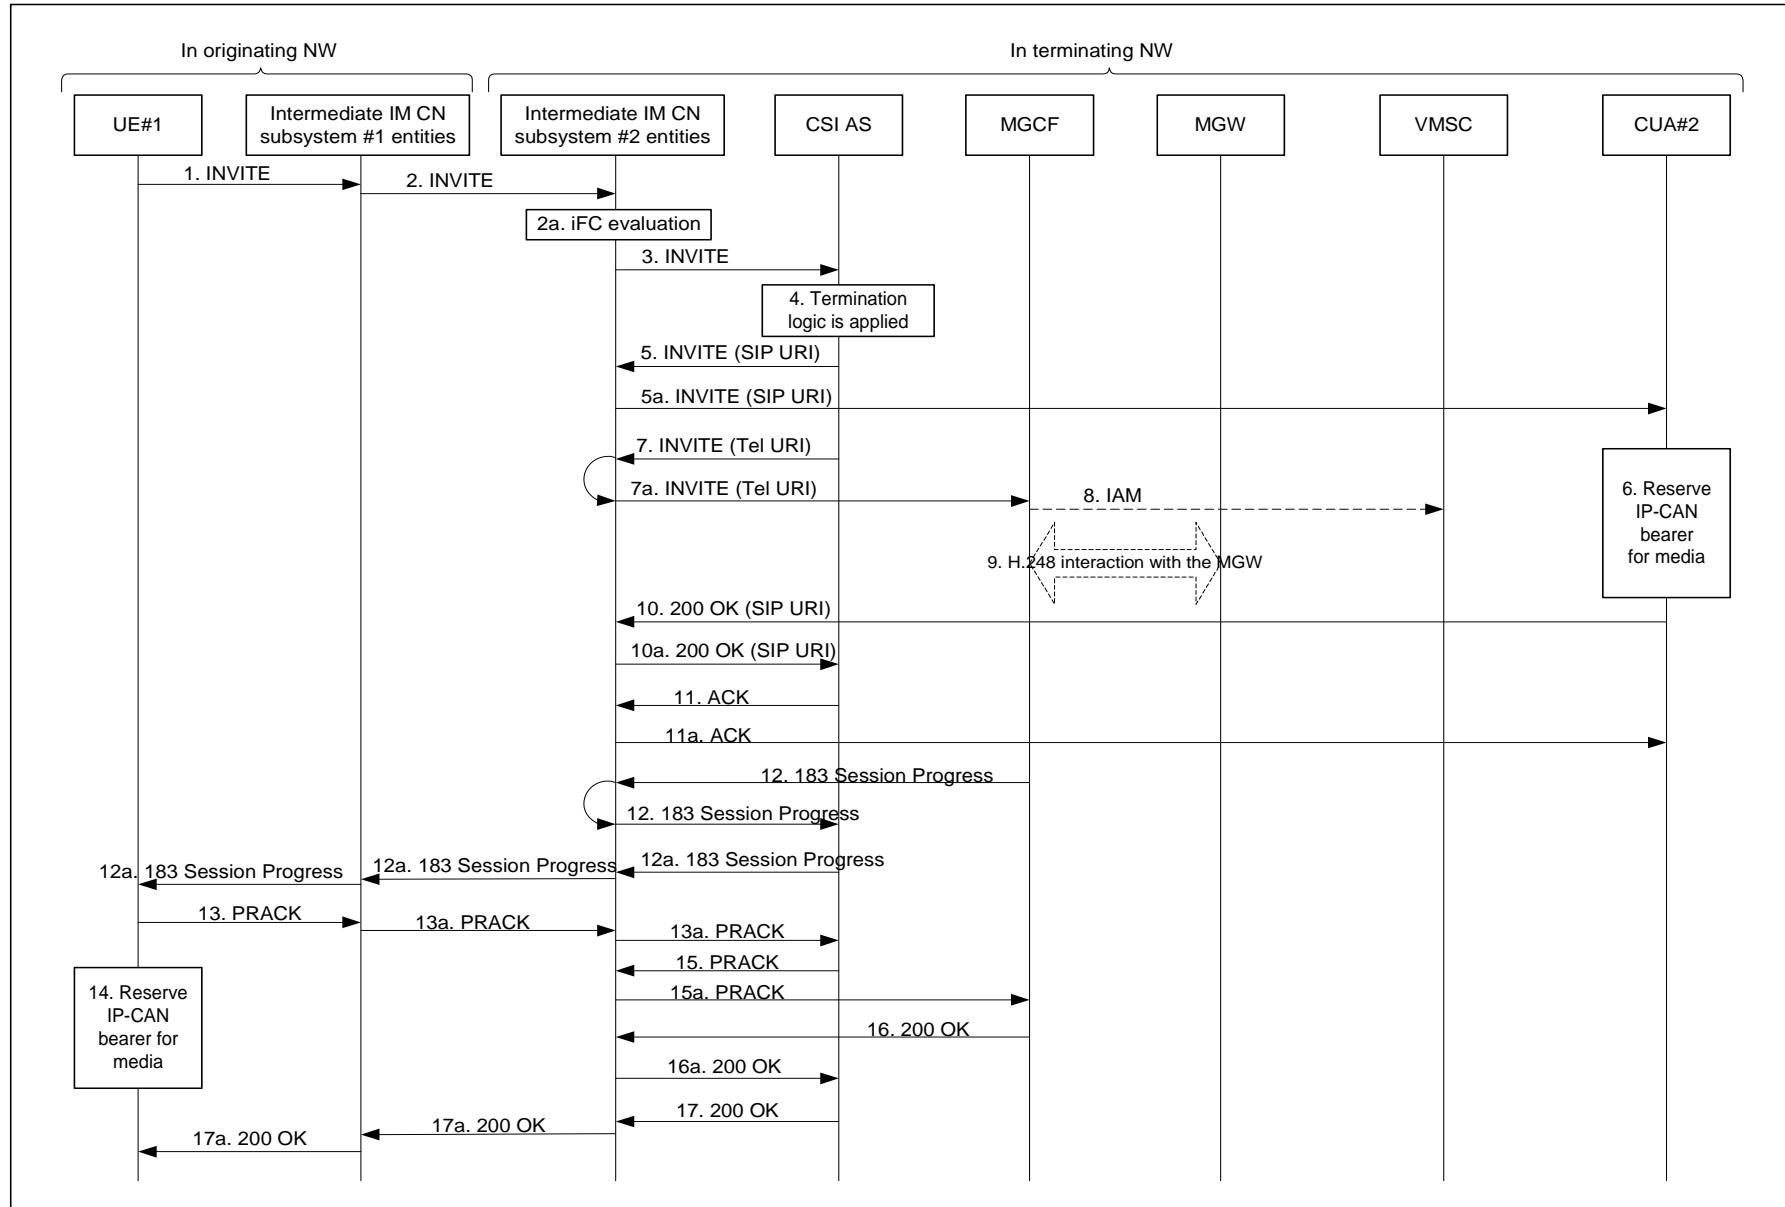 In originating NW
In terminating NW
UE#1
Intermediate IM CN
subsystem #1 entities
Intermediate IM CN
subsystem #2 entities
CSI AS
MGCF
MGW
VMSC
CUA#2
1. INVITE
2. INVITE
2a. iFC evaluation
3. INVITE
4. Termination
logic is applied
5. INVITE (SIP URI)
5a. INVITE (SIP URI)
7. INVITE (Tel URI)
7a. INVITE (Tel URI)
8. IAM
6. Reserve
IP-CAN
bearer
for media
9. H.248 interaction with the MGW
10. 200 OK (SIP URI)
10a. 200 OK (SIP URI)
11. ACK
11a. ACK
12. 183 Session Progress
12. 183 Session Progress
12a. 183 Session Progress
12a. 183 Session Progress
12a. 183 Session Progress
13. PRACK
13a. PRACK
13a. PRACK
15. PRACK
14. Reserve
IP-CAN
bearer for
media
15a. PRACK
16. 200 OK
16a. 200 OK
17. 200 OK
17a. 200 OK
17a. 200 OK